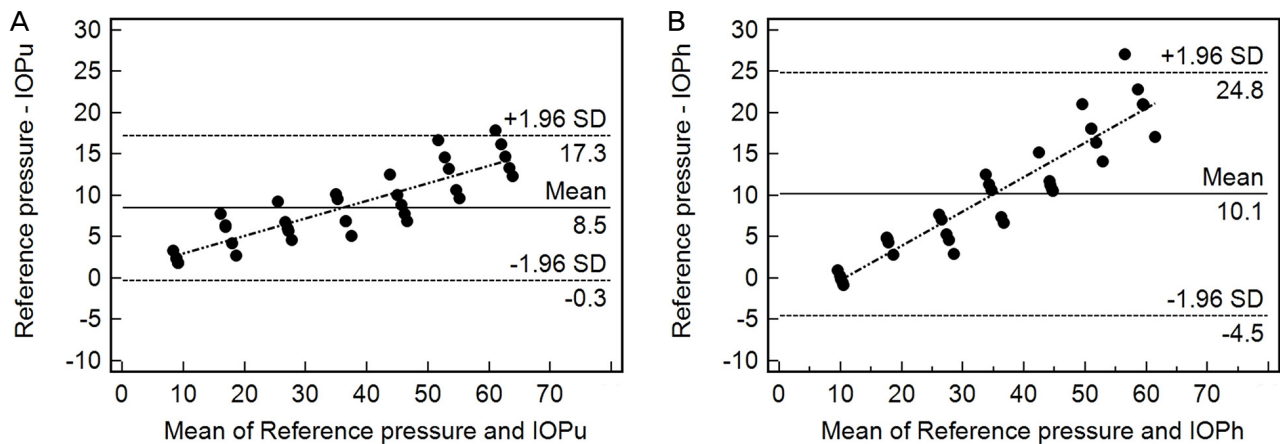 A
Reference pressure - IOPu
30
25
20
15
10
5
0
-5
-10
+1.96 SD
17.3
Mean
8.5
-1.96 SD
-0.3
0 10 20 30 40 50 60 70
Mean of Reference pressure and IOPu
B
Reference pressure - IOPh
30
25
20
15
10
5
0
-5
-10
+1.96 SD
24.8
Mean
10.1
-1.96 SD
-4.5
0 10 20 30 40 50 60 70
Mean of Reference pressure and IOPh